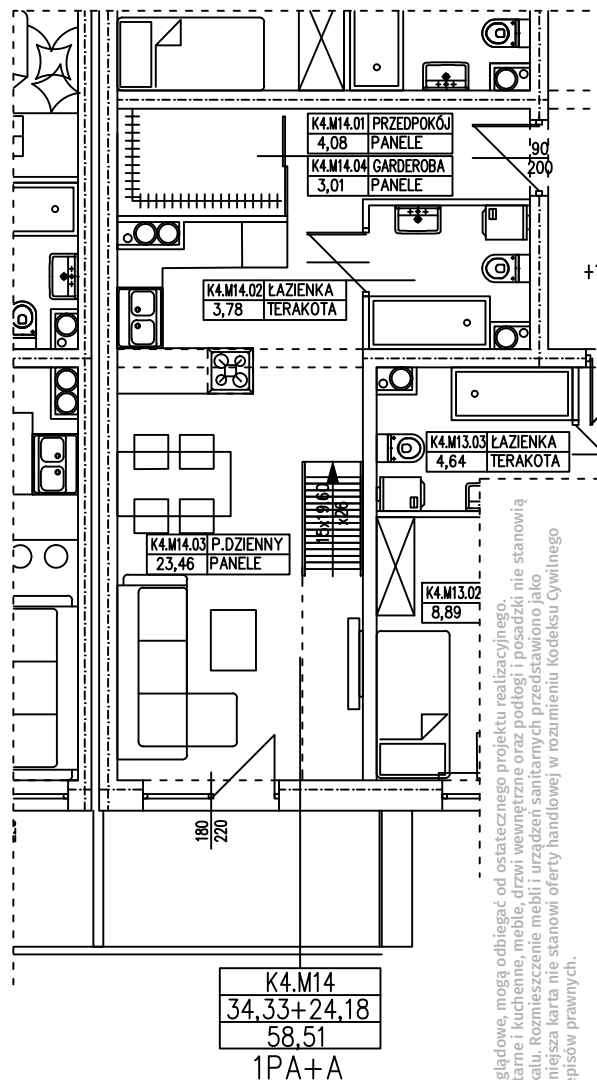 K4.M14.01 PRZEDPOKÓJ
4,08 PANELE
K4.M14.04 GARDEROBA
3,01 PANELE
90
200
K4.M14.02 ŁAZIENKA
3,78 TERAKOTA
K4.M13.03 ŁAZIENKA
4,64 TERAKOTA
15x19.60
x26
K4.M14.03 P.DZIENNY
23,46 PANELE
K4.M13.02
8,89
180
220
K4.M14
34,33+24,18
58,51
1PA+A
glądowe, mogą odbiegać od ostatecznego projektu realizacyjnego.
tarne i kuchenne, meble, drzwi wewnętrzne oraz podłogi i posadzki nie stanowią
kalu. Rozmieszczenie mebli i urządzeń sanitarnych przedstawiono jako
niejsza karta nie stanowi oferty handlowej w rozumieniu Kodeksu Cywilnego
episów prawnych.